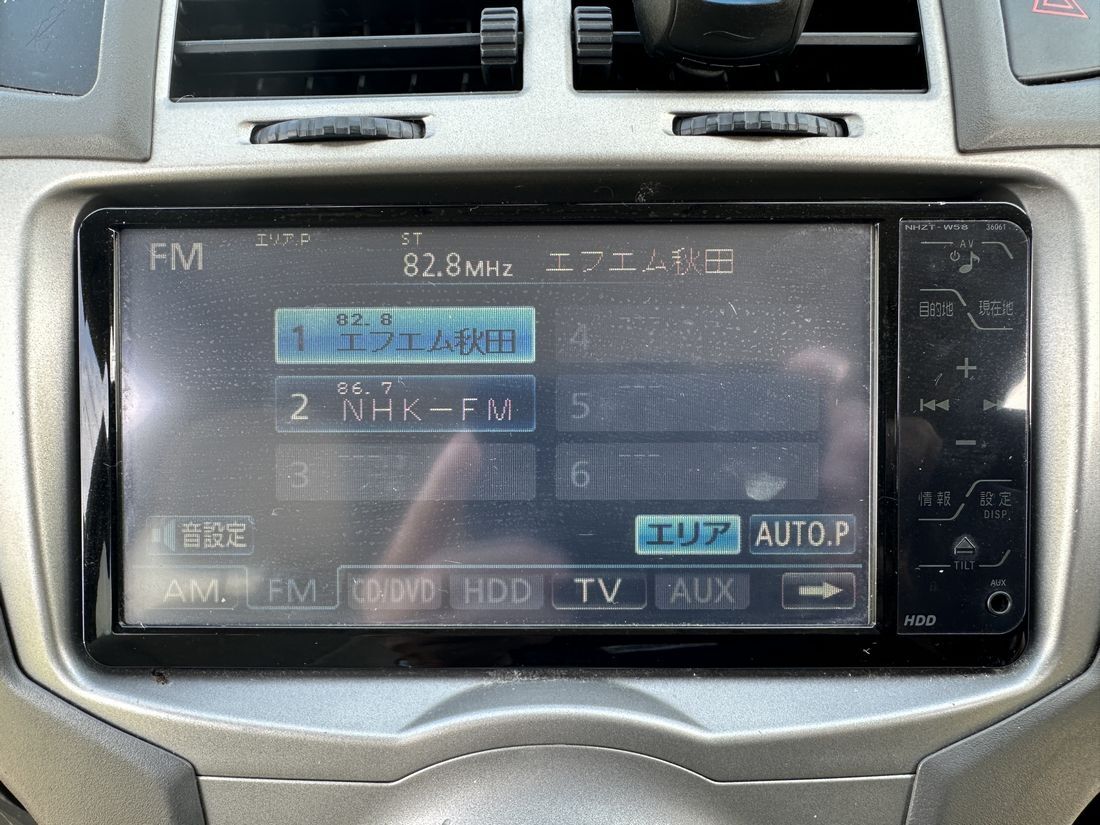 NHZT-W58 36061
FM エリア.P ST
82.8MHz エフエム秋田
1 82.8 エフエム秋田
2 86.7 NHK-FM
3 ---
4 ---
5 ---
6 ---
音設定 エリア AUTO.P
AM. FM CD/DVD HDD TV AUX
AV
目的地 現在地
+
−
情報 設定
DISP.
TILT
AUX
HDD